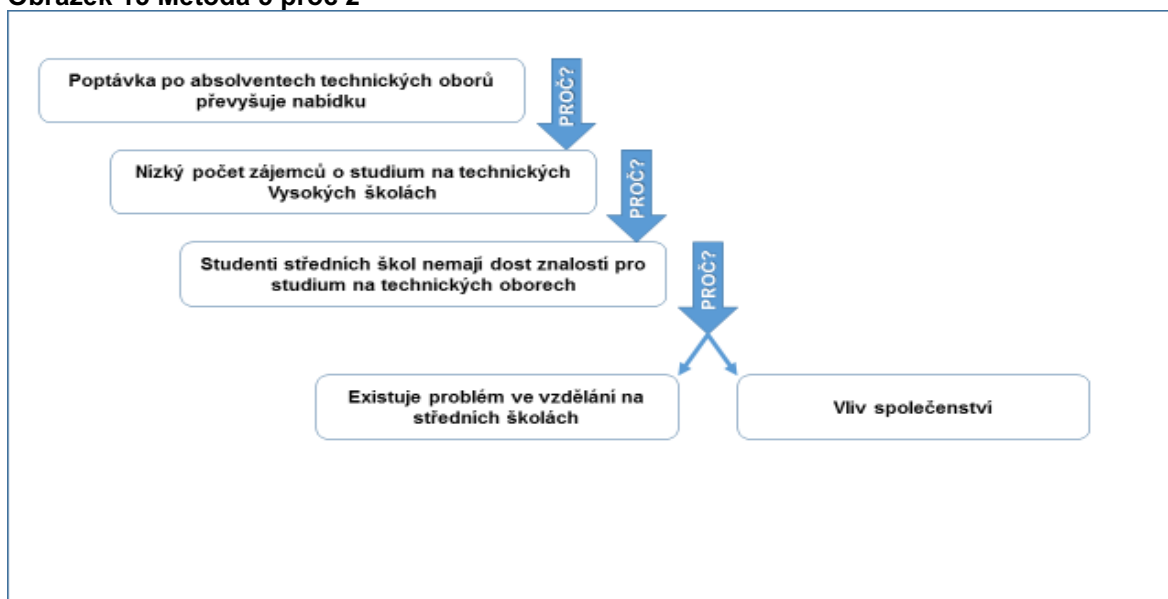 Obrázek 19 Metoda 5 proč 2
Poptávka po absolventech technických oborů
převyšuje nabídku
PROČ?
Nízký počet zájemců o studium na technických
Vysokých školách
PROČ?
Studenti středních škol nemají dost znalostí pro
studium na technických oborech
PROČ?
Existuje problém ve vzdělání na
středních školách
Vliv společenství